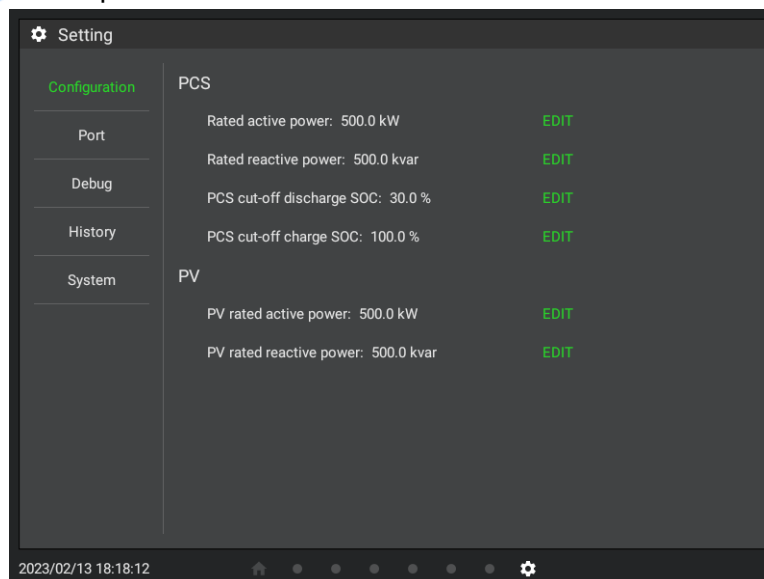 Setting
Configuration
Port
Debug
History
System
PCS
Rated active power: 500.0 kW EDIT
Rated reactive power: 500.0 kvar EDIT
PCS cut-off discharge SOC: 30.0 % EDIT
PCS cut-off charge SOC: 100.0 % EDIT
PV
PV rated active power: 500.0 kW EDIT
PV rated reactive power: 500.0 kvar EDIT
2023/02/13 18:18:12